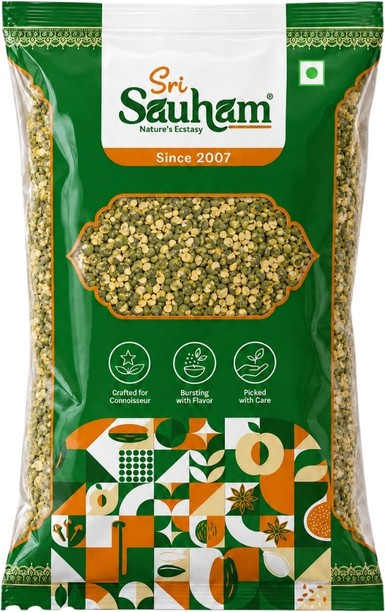 Sri
Sauham®
Nature's Ecstasy
Since 2007
Crafted for
Connoisseur
Bursting
with Flavor
Picked
with Care